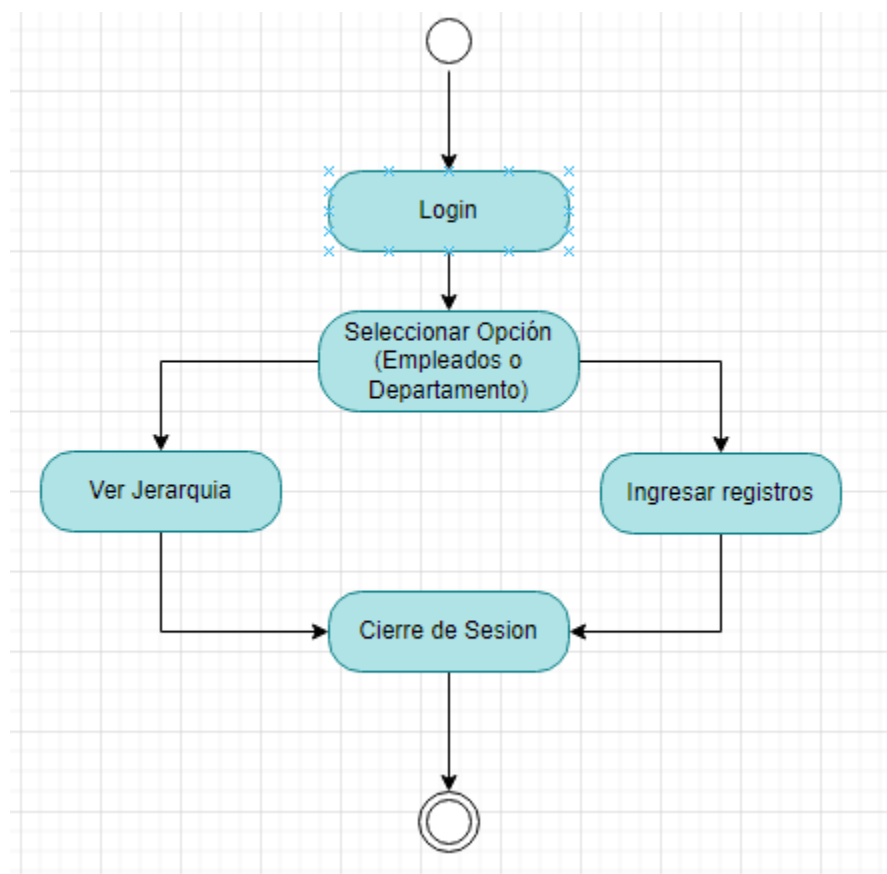 Login
Seleccionar Opción
(Empleados o
Departamento)
Ver Jerarquia
Ingresar registros
Cierre de Sesion